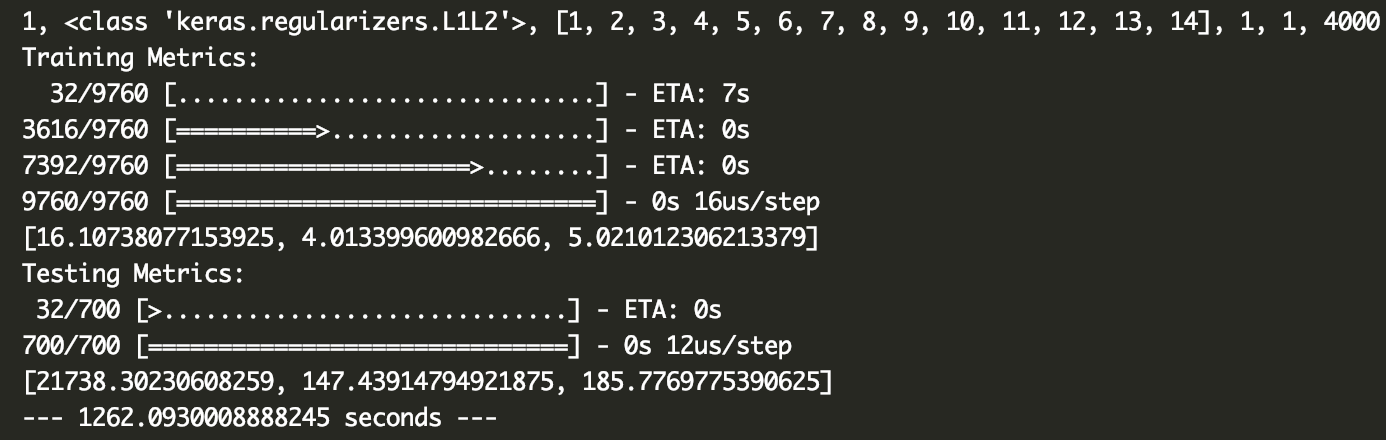 1, <class 'keras.regularizers.L1L2'>, [1, 2, 3, 4, 5, 6, 7, 8, 9, 10, 11, 12, 13, 14], 1, 1, 4000
Training Metrics:
32/9760 [..............................] - ETA: 7s
3616/9760 [==========>...................] - ETA: 0s
7392/9760 [=====================>........] - ETA: 0s
9760/9760 [==============================] - 0s 16us/step
[16.10738077153925, 4.013399600982666, 5.021012306213379]
Testing Metrics:
32/700 [>.............................] - ETA: 0s
700/700 [==============================] - 0s 12us/step
[21738.30230608259, 147.43914794921875, 185.7769775390625]
--- 1262.0930008888245 seconds ---